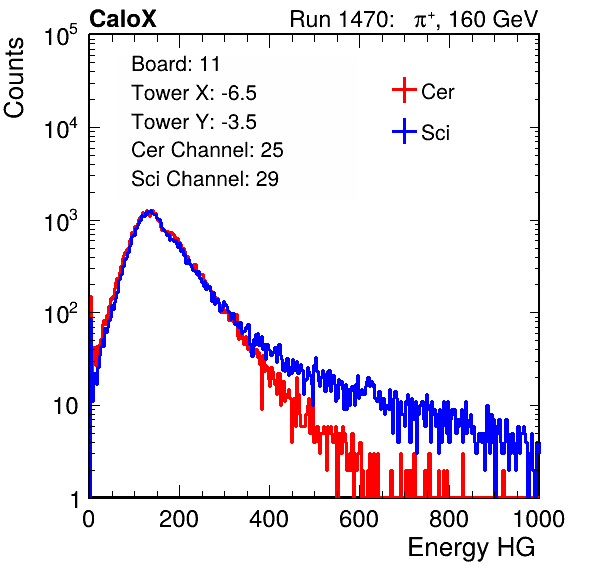 CaloX Run 1470: π⁺, 160 GeV
Counts
10⁵
10⁴
10³
10²
10
1
Board: 11
Tower X: -6.5
Tower Y: -3.5
Cer Channel: 25
Sci Channel: 29
Cer
Sci
0 200 400 600 800 1000
Energy HG